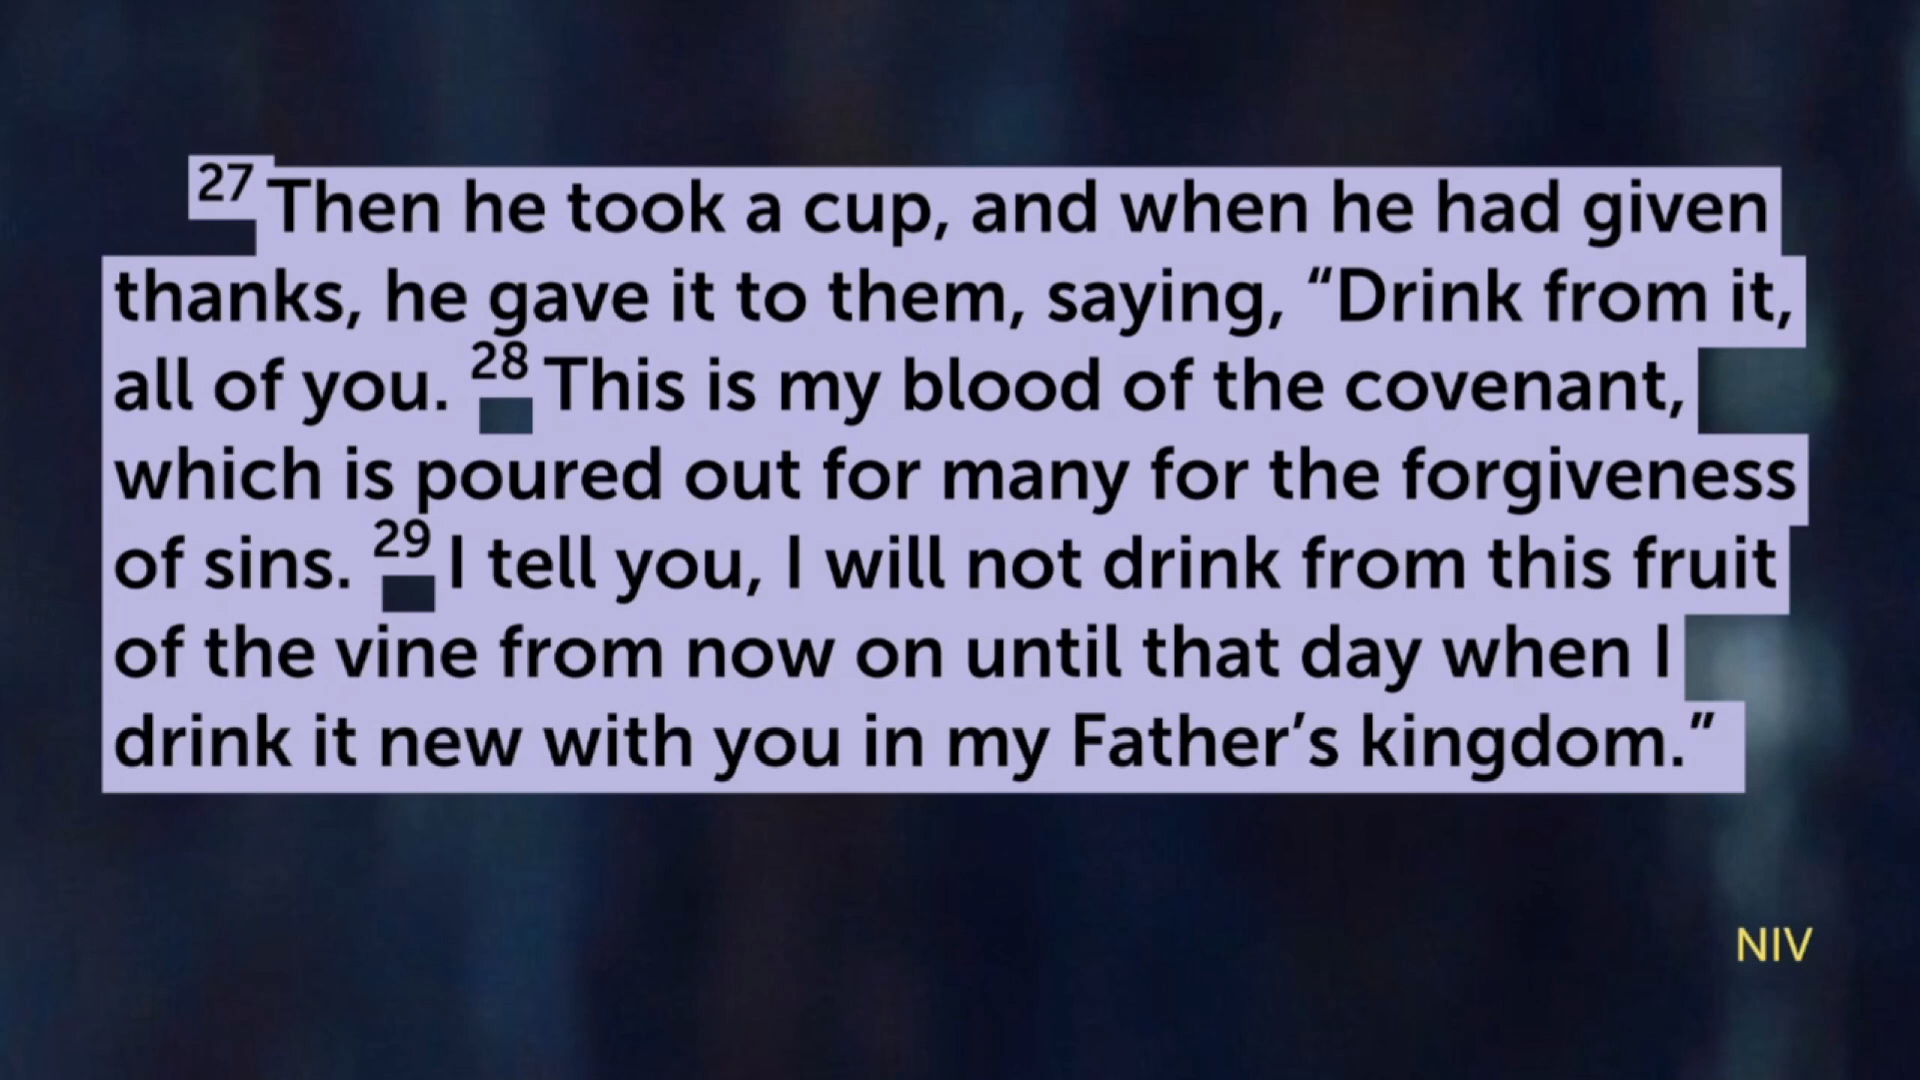 27 Then he took a cup, and when he had given
thanks, he gave it to them, saying, “Drink from it,
all of you. 28 This is my blood of the covenant,
which is poured out for many for the forgiveness
of sins. 29 I tell you, I will not drink from this fruit
of the vine from now on until that day when I
drink it new with you in my Father’s kingdom.”
NIV